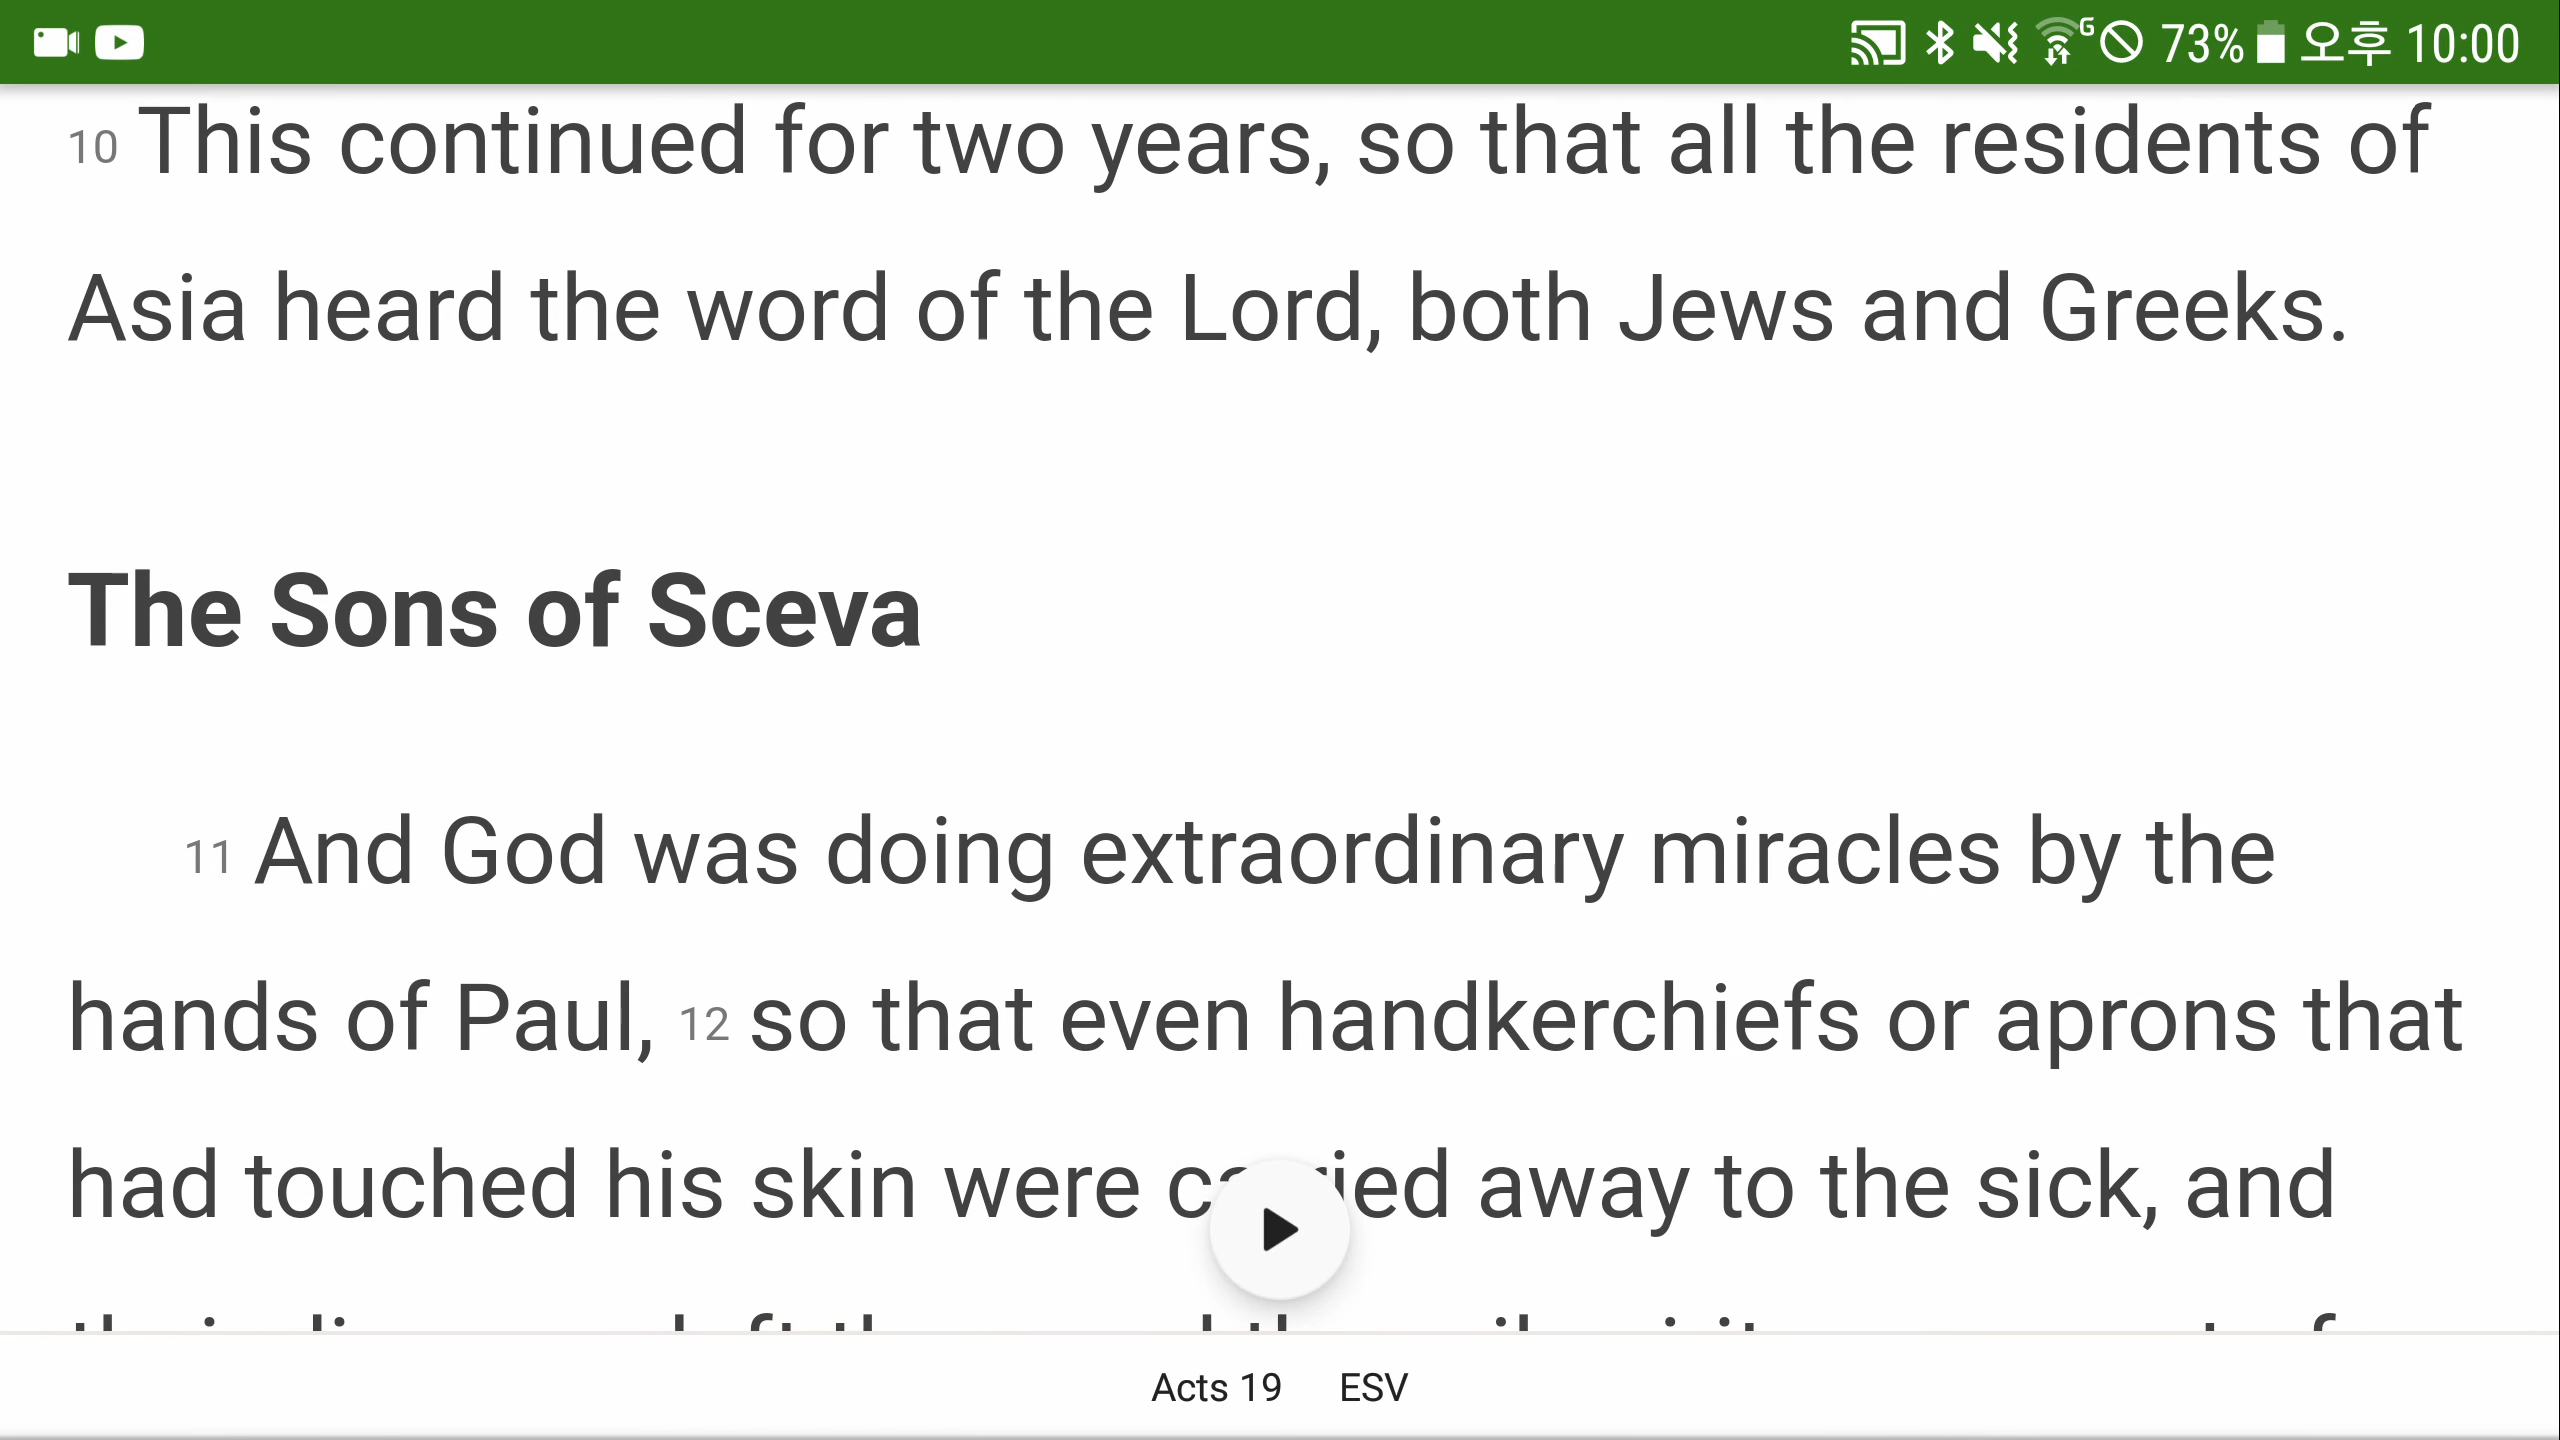 73% 오후 10:00
10 This continued for two years, so that all the residents of
Asia heard the word of the Lord, both Jews and Greeks.
The Sons of Sceva
11 And God was doing extraordinary miracles by the
hands of Paul, 12 so that even handkerchiefs or aprons that
had touched his skin were away to the sick, and
Acts 19 ESV